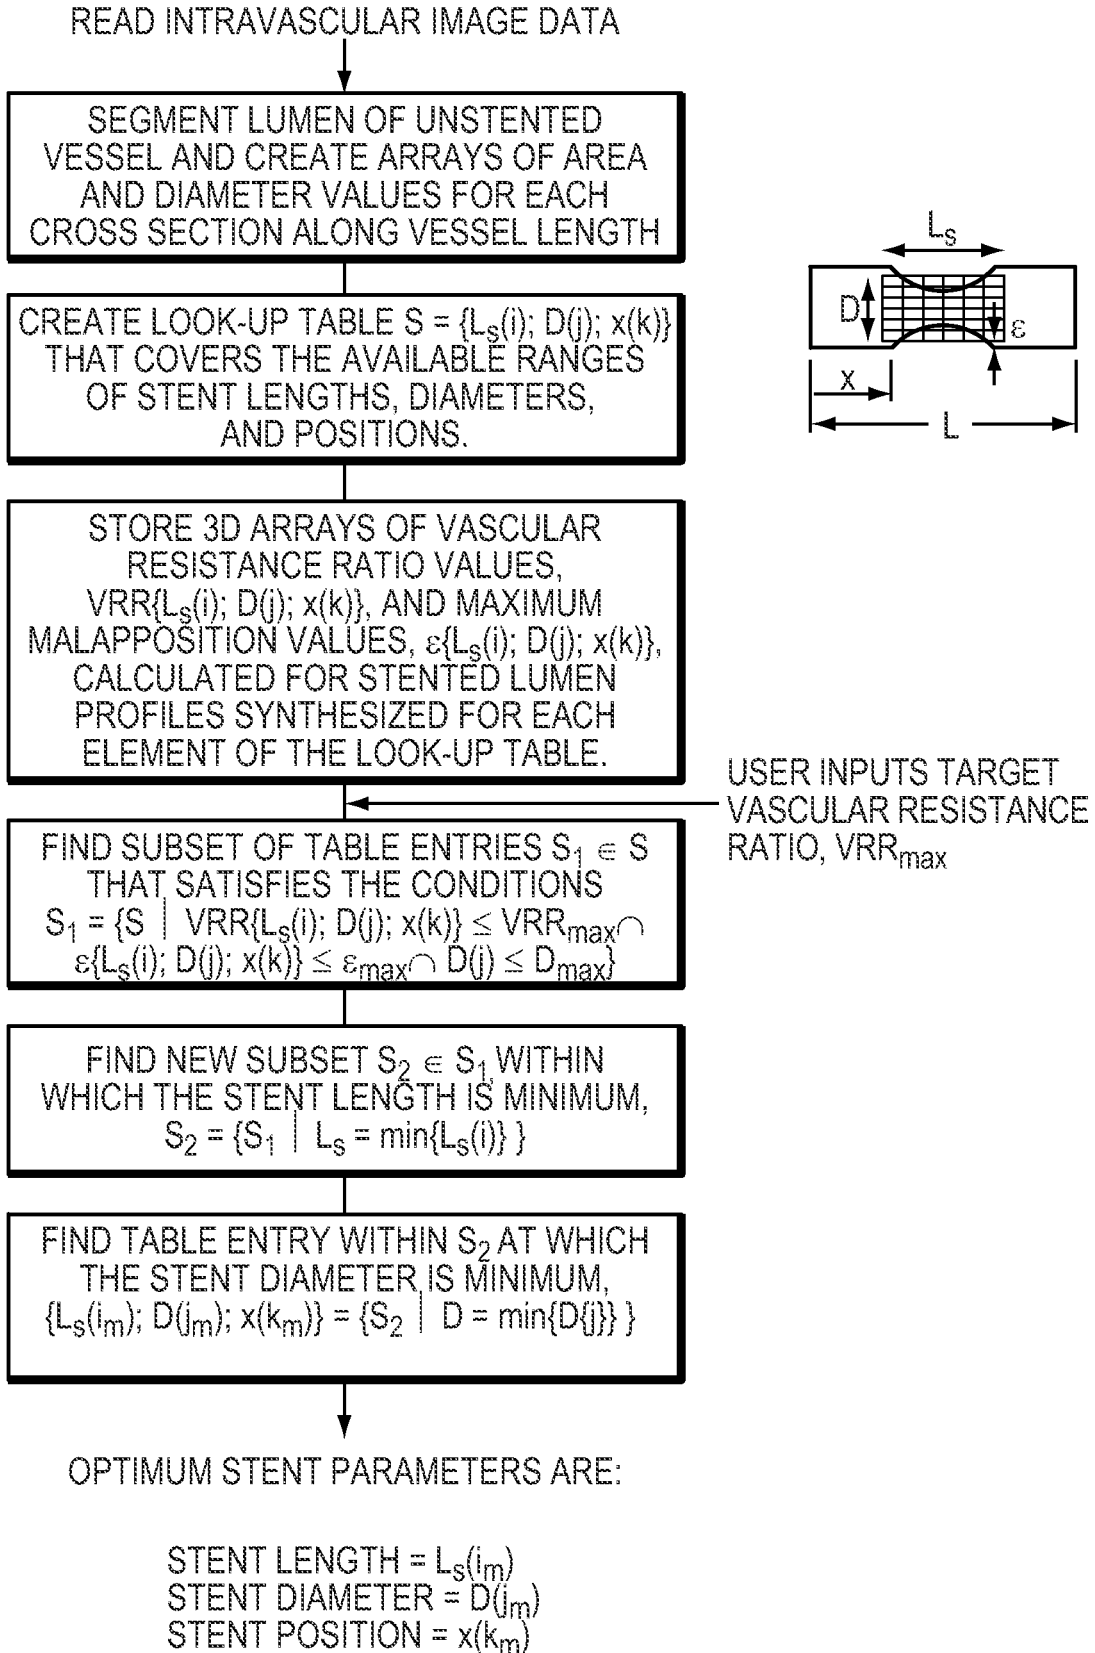 READ INTRAVASCULAR IMAGE DATA
SEGMENT LUMEN OF UNSTENTED
VESSEL AND CREATE ARRAYS OF AREA
AND DIAMETER VALUES FOR EACH
CROSS SECTION ALONG VESSEL LENGTH
CREATE LOOK-UP TABLE S = {Ls(i); D(j); x(k)}
THAT COVERS THE AVAILABLE RANGES
OF STENT LENGTHS, DIAMETERS,
AND POSITIONS.
Ls
D
ε
x
L
STORE 3D ARRAYS OF VASCULAR
RESISTANCE RATIO VALUES,
VRR{Ls(i); D(j); x(k)}, AND MAXIMUM
MALAPPOSITION VALUES, ε{Ls(i); D(j); x(k)},
CALCULATED FOR STENTED LUMEN
PROFILES SYNTHESIZED FOR EACH
ELEMENT OF THE LOOK-UP TABLE.
USER INPUTS TARGET
VASCULAR RESISTANCE
RATIO, VRRmax
FIND SUBSET OF TABLE ENTRIES S1 ∈ S
THAT SATISFIES THE CONDITIONS
S1 = {S | VRR{Ls(i); D(j); x(k)} ≤ VRRmax∩
ε{Ls(i); D(j); x(k)} ≤ εmax∩ D(j) ≤ Dmax}
FIND NEW SUBSET S2 ∈ S1, WITHIN
WHICH THE STENT LENGTH IS MINIMUM,
S2 = {S1 | Ls = min{Ls(i)} }
FIND TABLE ENTRY WITHIN S2 AT WHICH
THE STENT DIAMETER IS MINIMUM,
{Ls(im); D(jm); x(km)} = {S2 | D = min{D{j}} }
OPTIMUM STENT PARAMETERS ARE:
STENT LENGTH = Ls(im)
STENT DIAMETER = D(jm)
STENT POSITION = x(km)